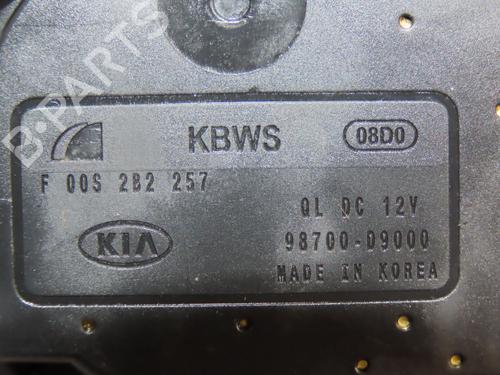 KBWS 08D0
F 00S 2B2 257
QL DC 12V
KIA 98700-D9000
MADE IN KOREA
B-PARTS